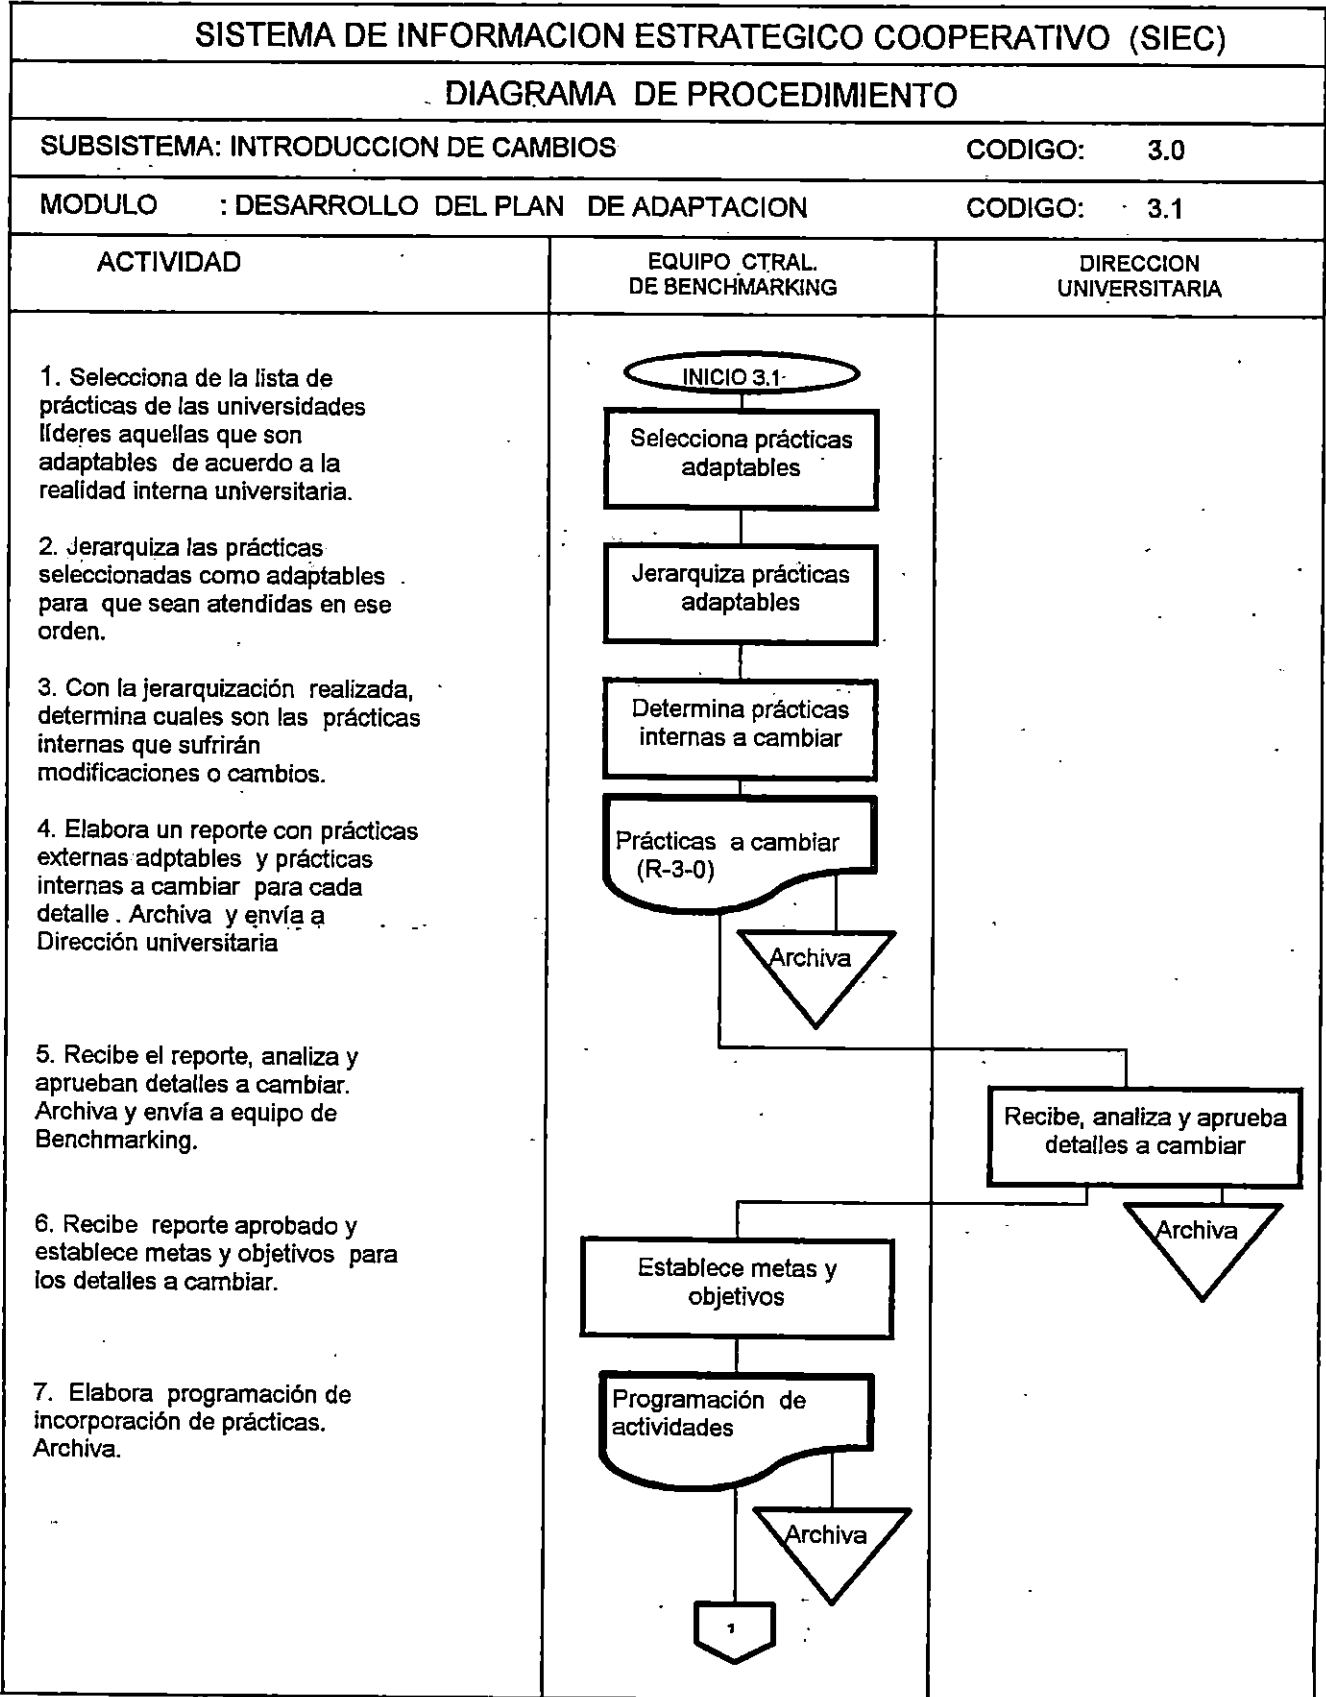 SISTEMA DE INFORMACION ESTRATEGICO COOPERATIVO (SIEC)
DIAGRAMA DE PROCEDIMIENTO
SUBSISTEMA: INTRODUCCION DE CAMBIOS CODIGO: 3.0
MODULO : DESARROLLO DEL PLAN DE ADAPTACION CODIGO: 3.1
ACTIVIDAD
EQUIPO CTRAL.
DE BENCHMARKING
DIRECCION
UNIVERSITARIA
1. Selecciona de la lista de
prácticas de las universidades
líderes aquellas que son
adaptables de acuerdo a la
realidad interna universitaria.
2. Jerarquiza las prácticas
seleccionadas como adaptables
para que sean atendidas en ese
orden.
3. Con la jerarquización realizada,
determina cuales son las prácticas
internas que sufrirán
modificaciones o cambios.
4. Elabora un reporte con prácticas
externas adptables y prácticas
internas a cambiar para cada
detalle . Archiva y envía a
Dirección universitaria
5. Recibe el reporte, analiza y
aprueban detalles a cambiar.
Archiva y envía a equipo de
Benchmarking.
6. Recibe reporte aprobado y
establece metas y objetivos para
los detalles a cambiar.
7. Elabora programación de
incorporación de prácticas.
Archiva.
INICIO 3.1
Selecciona prácticas
adaptables
Jerarquiza prácticas
adaptables
Determina prácticas
internas a cambiar
Prácticas a cambiar
(R-3-0)
Archiva
Recibe, analiza y aprueba
detalles a cambiar
Archiva
Establece metas y
objetivos
Programación de
actividades
Archiva
1